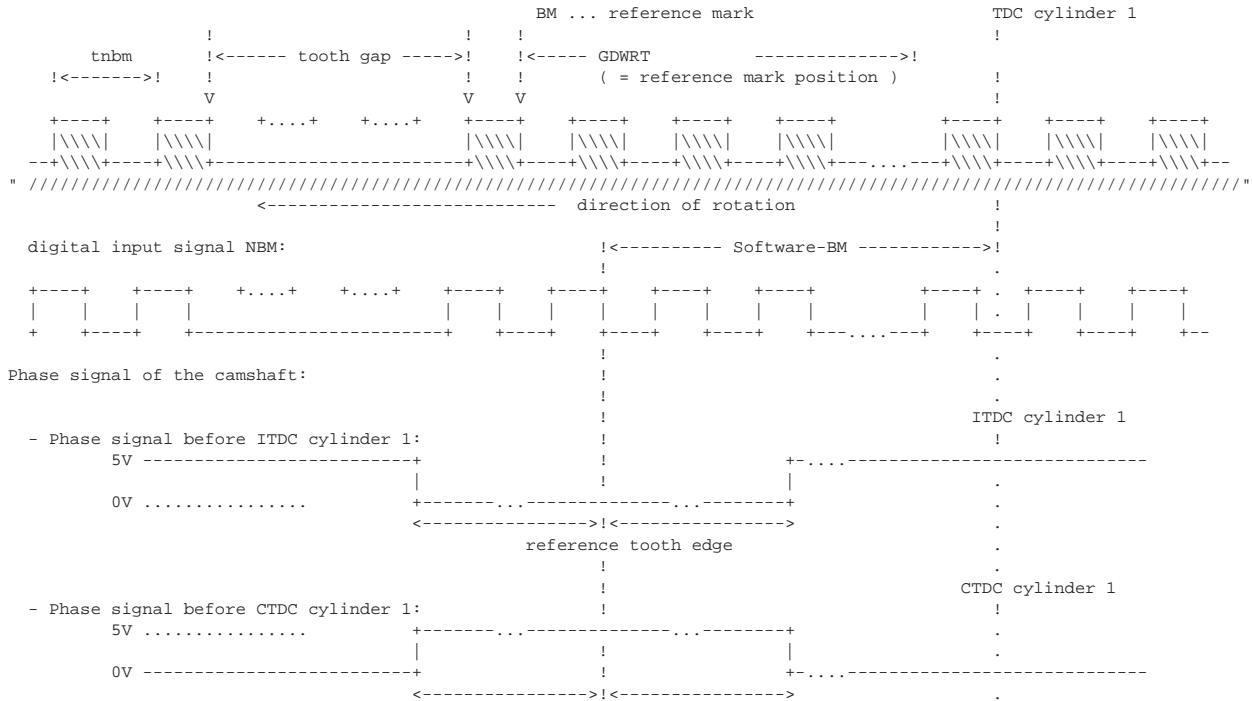 BM ... reference mark TDC cylinder 1
! ! ! !
tnbm !<------ tooth gap ----->! !<----- GDWRT -------------->!
!<------->! ! ! ! ( = reference mark position ) !
V V V !
+----+ +----+ +....+ +....+ +----+ +----+ +----+ +----+ +----+ +----+ +----+
|\\\\| |\\\\| |\\\\| |\\\\| |\\\\| |\\\\| |\\\\| |\\\\| |\\\\|
--+\\\\+----+\\\\+------------------------+\\\\+----+\\\\+----+\\\\+----+\\\\+---....---+\\\\+----+\\\\+----+\\\\+--
" ////////////////////////////////////////////////////////////////////////////////////////////////////////////////////"
<---------------------------- direction of rotation !
!
digital input signal NBM: !<---------- Software-BM ------------>!
! .
+----+ +----+ +....+ +....+ +----+ +----+ +----+ +----+ +----+ . +----+ +----+
| | | | | | | | | | | | | . | | | |
+ +----+ +------------------------+ +----+ +----+ +----+ +---....---+ +----+ +----+ +--
! .
Phase signal of the camshaft: ! .
! .
! ITDC cylinder 1
- Phase signal before ITDC cylinder 1: ! !
5V --------------------------+ ! +-....-----------------------------
| ! | .
0V ................ +-------...--------------...--------+ .
<---------------->!<---------------->
reference tooth edge .
! .
! CTDC cylinder 1
- Phase signal before CTDC cylinder 1: ! !
5V ................ +-------...--------------...--------+ .
| ! | .
0V --------------------------+ ! +-....-----------------------------
<---------------->!<----------------> .